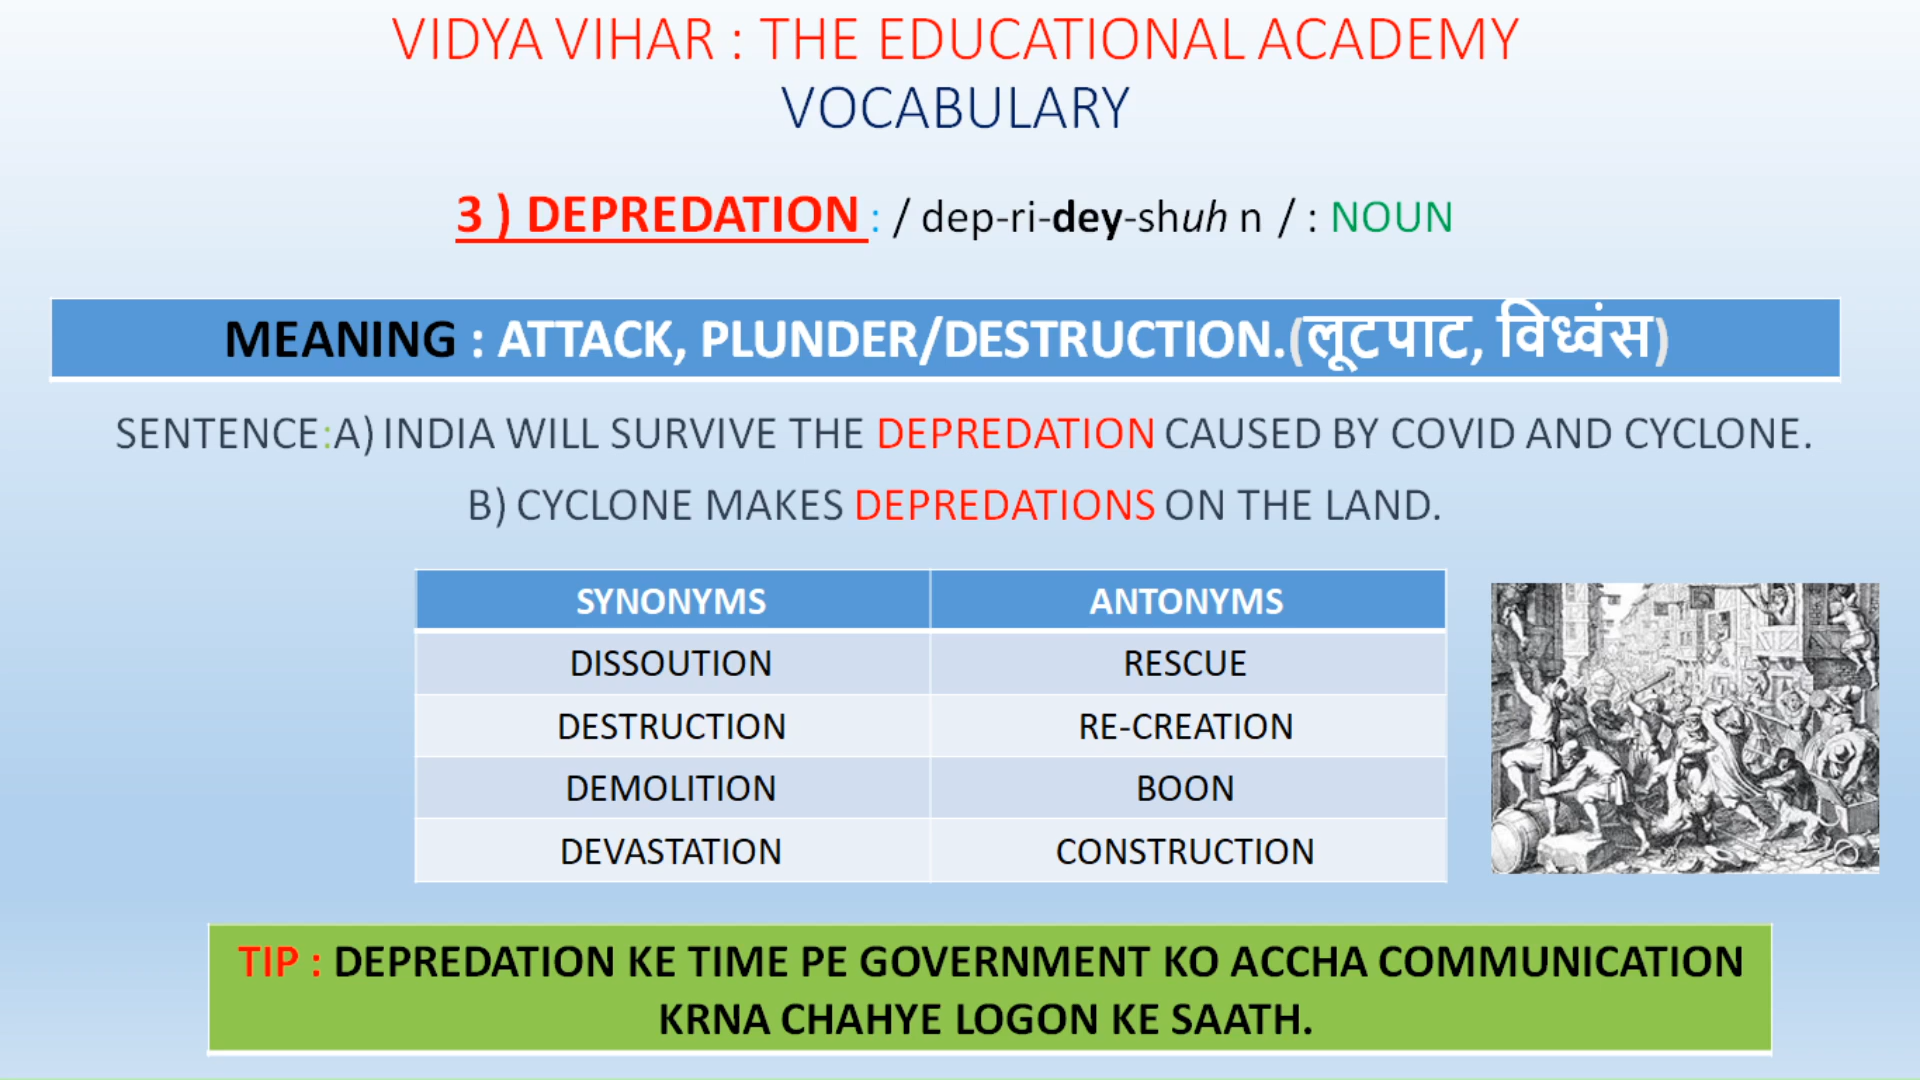 VIDYA VIHAR : THE EDUCATIONAL ACADEMY
VOCABULARY
3 ) DEPREDATION : / dep-ri-dey-shuh n / : NOUN
MEANING : ATTACK, PLUNDER/DESTRUCTION.(लूटपाट, विध्वंस)
SENTENCE:A) INDIA WILL SURVIVE THE DEPREDATION CAUSED BY COVID AND CYCLONE.
B) CYCLONE MAKES DEPREDATIONS ON THE LAND.
SYNONYMS ANTONYMS
DISSOUTION RESCUE
DESTRUCTION RE-CREATION
DEMOLITION BOON
DEVASTATION CONSTRUCTION
TIP : DEPREDATION KE TIME PE GOVERNMENT KO ACCHA COMMUNICATION
KRNA CHAHYE LOGON KE SAATH.